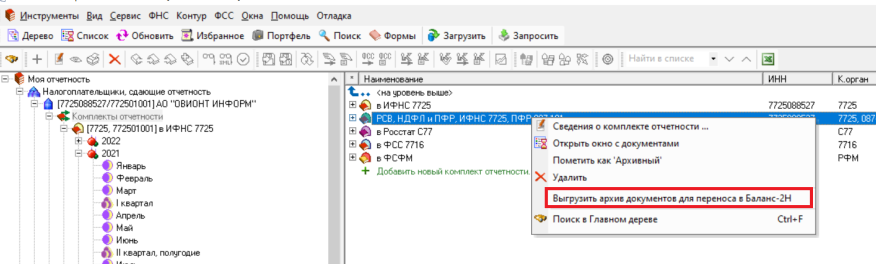 Инструменты Вид Сервис ФНС Контур ФСС Окна Помощь Отладка
Дерево Список Обновить Избранное Портфель Поиск Формы Загрузить Запросить
Найти в списке
Моя отчетность
Налогоплательщики, сдающие отчетность
[7725088527/772501001] АО "ОВИОНТ ИНФОРМ"
Комплекты отчетности
[7725, 772501001] в ИФНС 7725
2022
2021
Январь
Февраль
Март
I квартал
Апрель
Май
Июнь
II квартал, полугодие
* Наименование ИНН К.орган
<на уровень выше>
в ИФНС 7725 7725088527 7725
РСВ, НДФЛ и ПФР, ИФНС 7725, ПФР 7725, 087
в Росстат С77 С77
в ФСС 7716 7716
в ФСФМ РФМ
Добавить новый комплект отчетности
Сведения о комплекте отчетности ...
Открыть окно с документами
Пометить как 'Архивный'
Удалить
Выгрузить архив документов для переноса в Баланс-2Н
Поиск в Главном дереве Ctrl+F